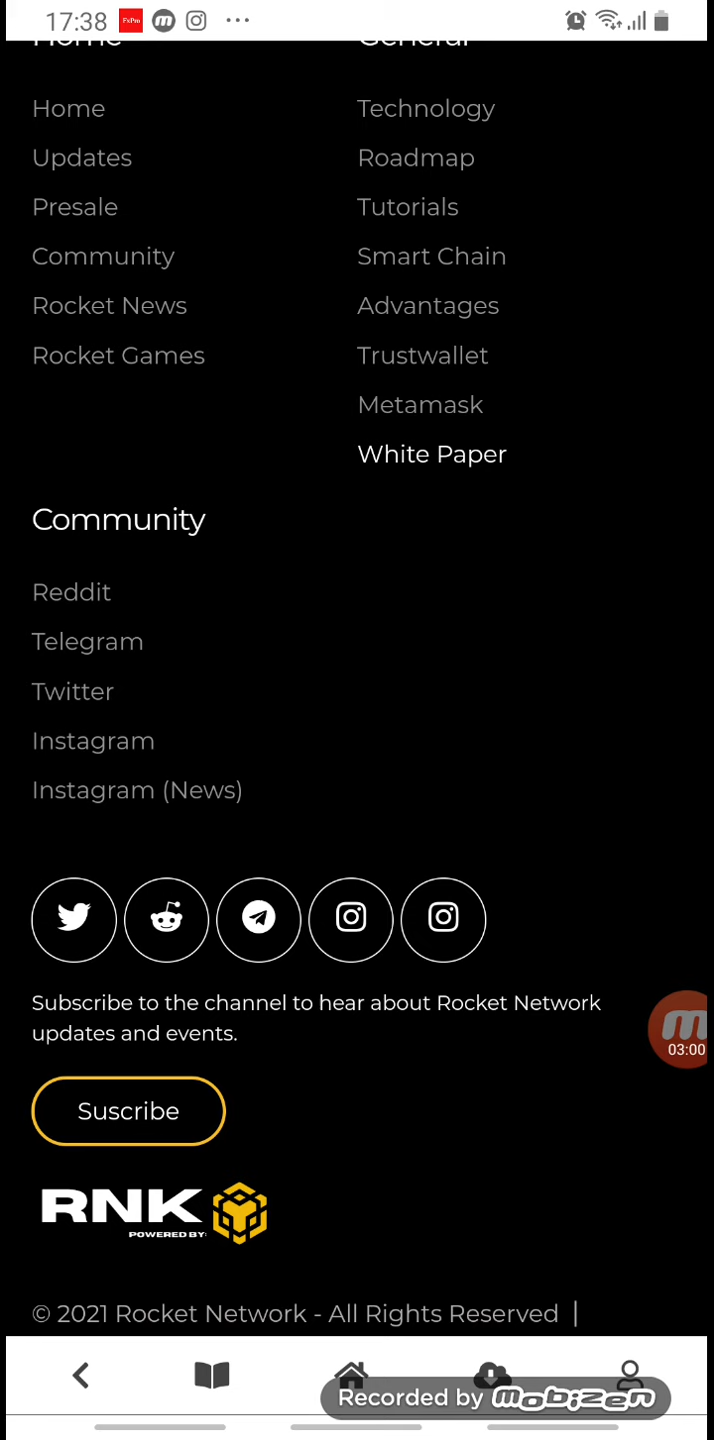 17:38
Home General
Home Technology
Updates Roadmap
Presale Tutorials
Community Smart Chain
Rocket News Advantages
Rocket Games Trustwallet
Metamask
White Paper
Community
Reddit
Telegram
Twitter
Instagram
Instagram (News)
Subscribe to the channel to hear about Rocket Network
updates and events.
03:00
Suscribe
RNK
POWERED BY:
© 2021 Rocket Network - All Rights Reserved |
Recorded by mobizen